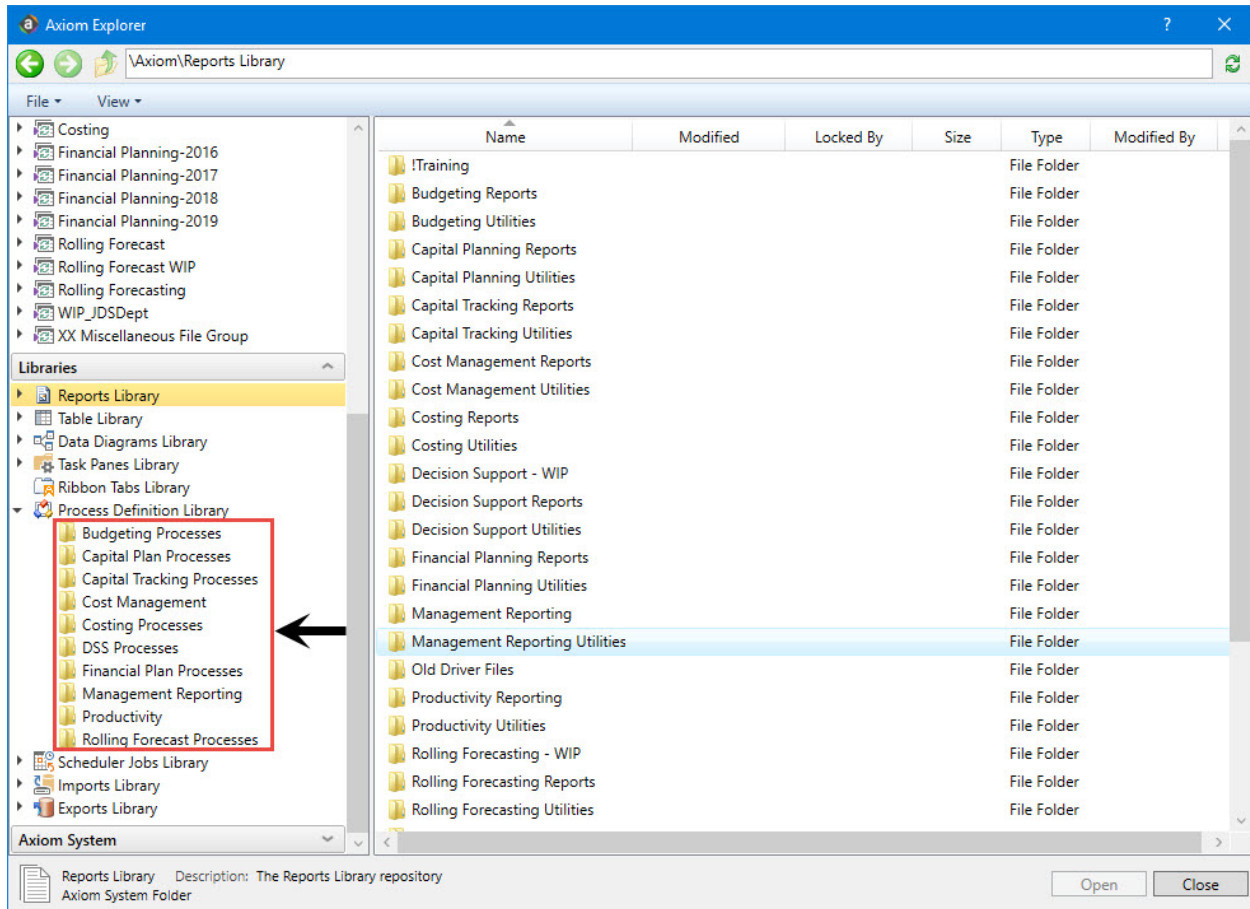 Axiom Explorer
?
\Axiom\Reports Library
File
View
Costing
Financial Planning-2016
Financial Planning-2017
Financial Planning-2018
Financial Planning-2019
Rolling Forecast
Rolling Forecast WIP
Rolling Forecasting
WIP_JDSDept
XX Miscellaneous File Group
Libraries
Reports Library
Table Library
Data Diagrams Library
Task Panes Library
Ribbon Tabs Library
Process Definition Library
Budgeting Processes
Capital Plan Processes
Capital Tracking Processes
Cost Management
Costing Processes
DSS Processes
Financial Plan Processes
Management Reporting
Productivity
Rolling Forecast Processes
Scheduler Jobs Library
Imports Library
Exports Library
Axiom System
Name Modified Locked By Size Type Modified By
!Training File Folder
Budgeting Reports File Folder
Budgeting Utilities File Folder
Capital Planning Reports File Folder
Capital Planning Utilities File Folder
Capital Tracking Reports File Folder
Capital Tracking Utilities File Folder
Cost Management Reports File Folder
Cost Management Utilities File Folder
Costing Reports File Folder
Costing Utilities File Folder
Decision Support - WIP File Folder
Decision Support Reports File Folder
Decision Support Utilities File Folder
Financial Planning Reports File Folder
Financial Planning Utilities File Folder
Management Reporting File Folder
Management Reporting Utilities File Folder
Old Driver Files File Folder
Productivity Reporting File Folder
Productivity Utilities File Folder
Rolling Forecasting - WIP File Folder
Rolling Forecasting Reports File Folder
Rolling Forecasting Utilities File Folder
Reports Library Description: The Reports Library repository
Axiom System Folder
Open
Close